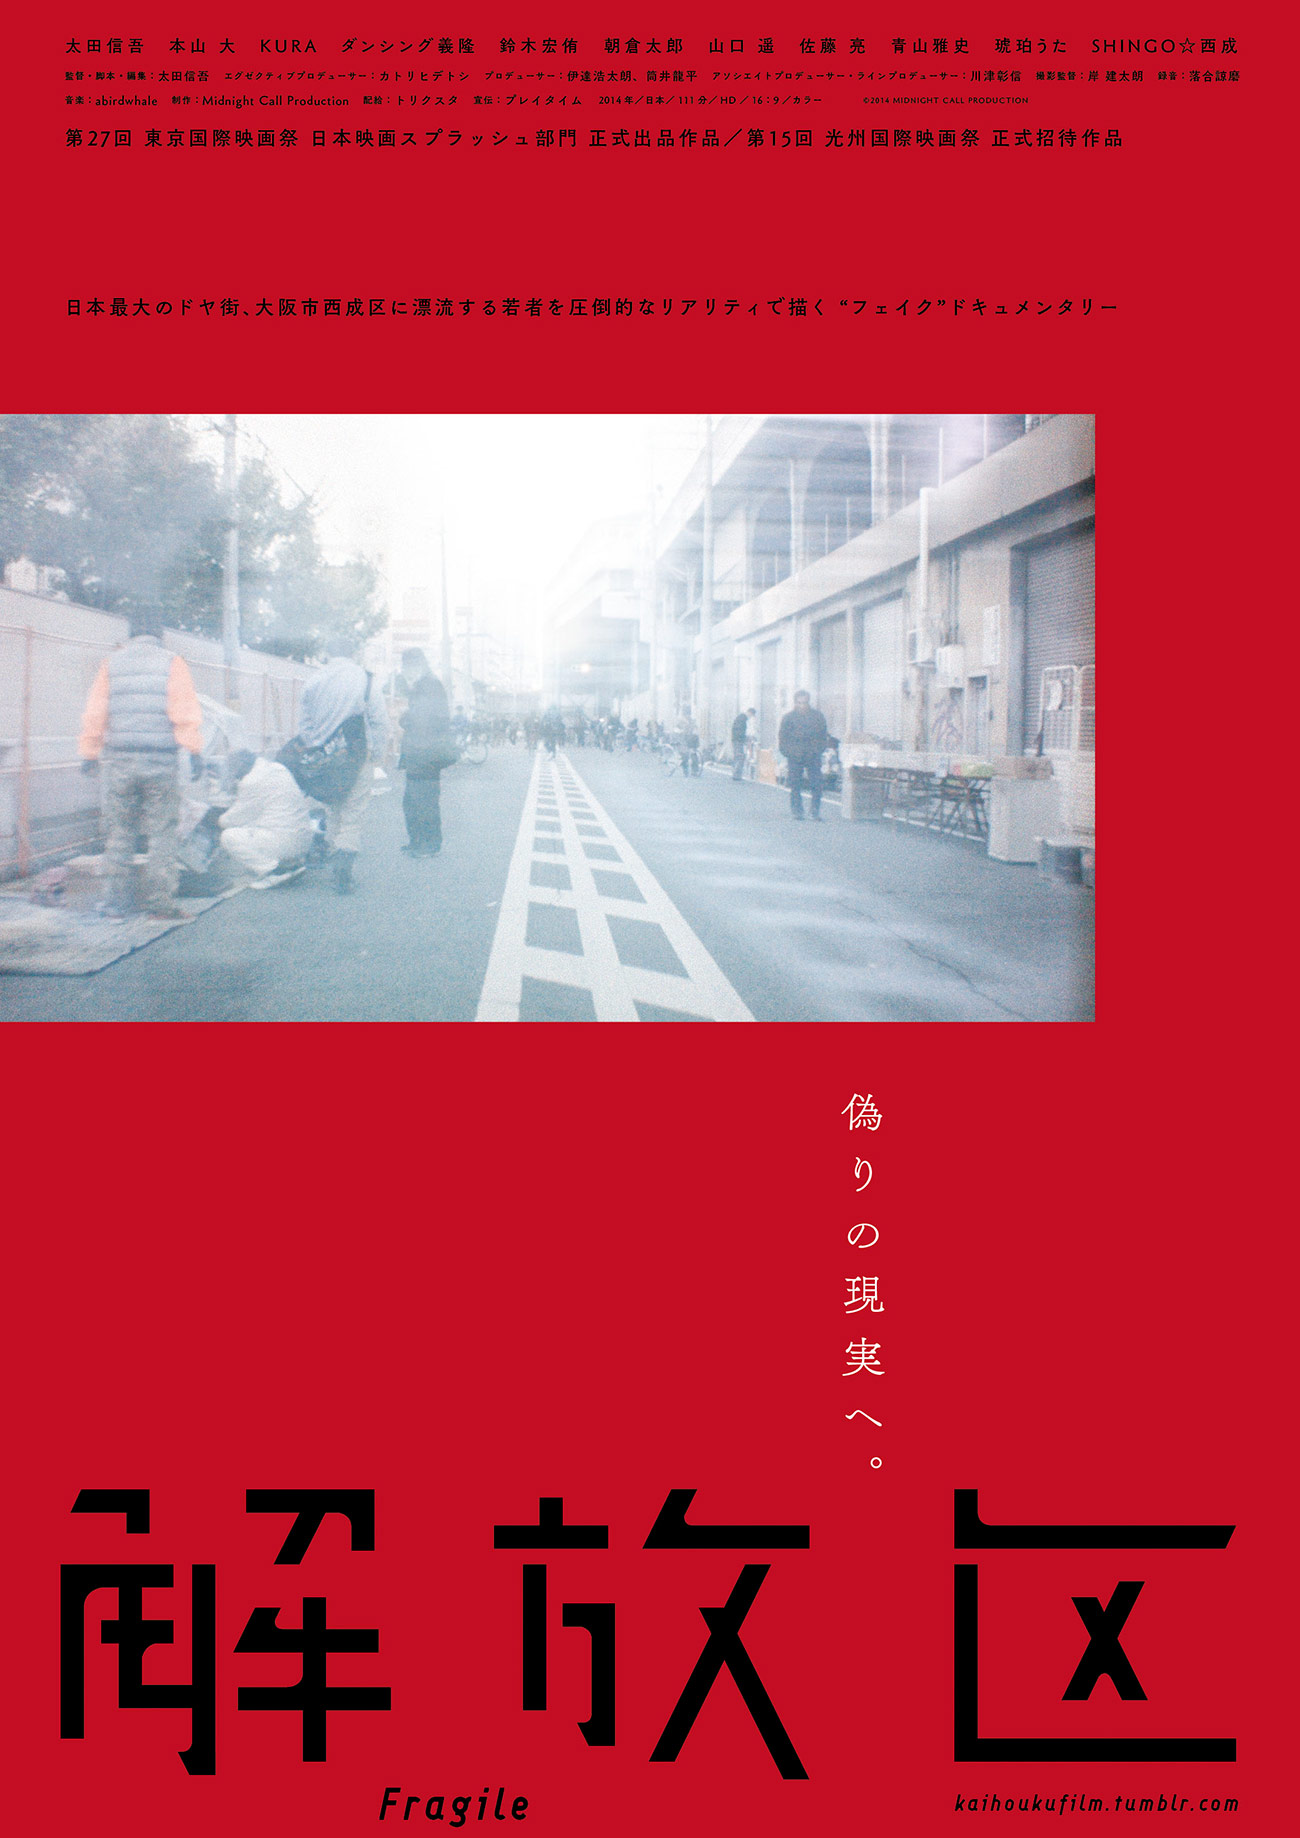 太田信吾　本山 大　KURA　ダンシング義隆　鈴木宏侑　朝倉太郎　山口 遥　佐藤 亮　青山雅史　琥珀うた　SHINGO☆西成
監督・脚本・編集：太田信吾　エグゼクティブプロデューサー：カトリヒデトシ　プロデューサー：伊達浩太朗、筒井龍平　アソシエイトプロデューサー・ラインプロデューサー：川津彰信　撮影監督：岸 建太朗　録音：落合諒磨
音楽：abirdwhale　制作：Midnight Call Production　配給：トリクスタ　宣伝：プレイタイム　2014年／日本／111分／HD／16：9／カラー　©2014 MIDNIGHT CALL PRODUCTION
第27回 東京国際映画祭 日本映画スプラッシュ部門 正式出品作品／第15回 光州国際映画祭 正式招待作品
日本最大のドヤ街、大阪市西成区に漂流する若者を圧倒的なリアリティで描く “フェイク”ドキュメンタリー
偽りの現実へ。
解放区
Fragile
kaihoukufilm.tumblr.com